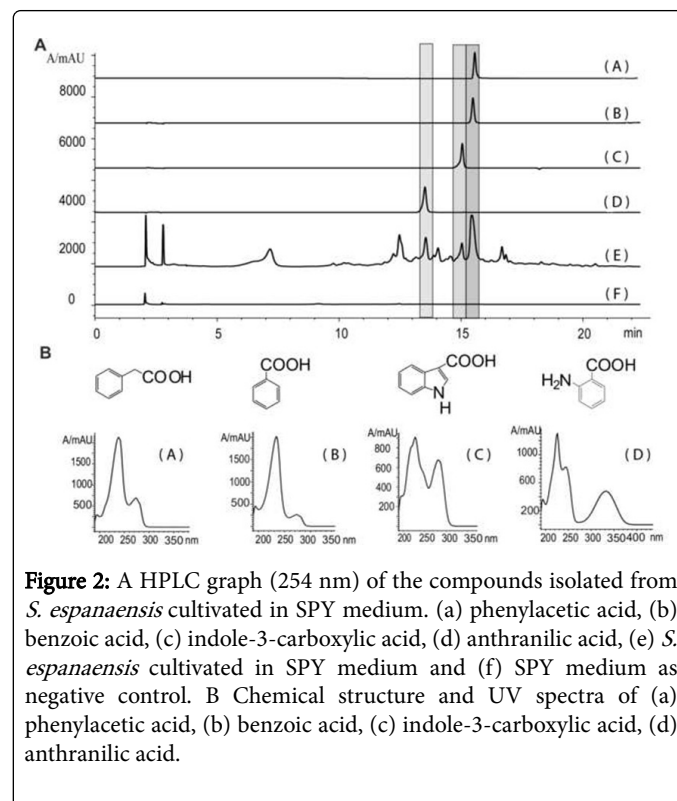 A
A/mAU
(A)
8000
(B)
6000
(C)
4000
(D)
2000
(E)
0
(F)
0 5 10 15 20 min
B
COOH COOH COOH COOH
H₂N
N
H
A/mAU A/mAU A/mAU A/mAU
(A) (B) (C) (D)
1500 1500 800 1000
1000 1000 600 600
500 500 400 200
200
200 250 300 350 nm 200 250 300 350 nm 200 250 300 350 nm 200 250 300 350 400 nm
Figure 2: A HPLC graph (254 nm) of the compounds isolated from
S. espanaensis cultivated in SPY medium. (a) phenylacetic acid, (b)
benzoic acid, (c) indole-3-carboxylic acid, (d) anthranilic acid, (e) S.
espanaensis cultivated in SPY medium and (f) SPY medium as
negative control. B Chemical structure and UV spectra of (a)
phenylacetic acid, (b) benzoic acid, (c) indole-3-carboxylic acid, (d)
anthranilic acid.